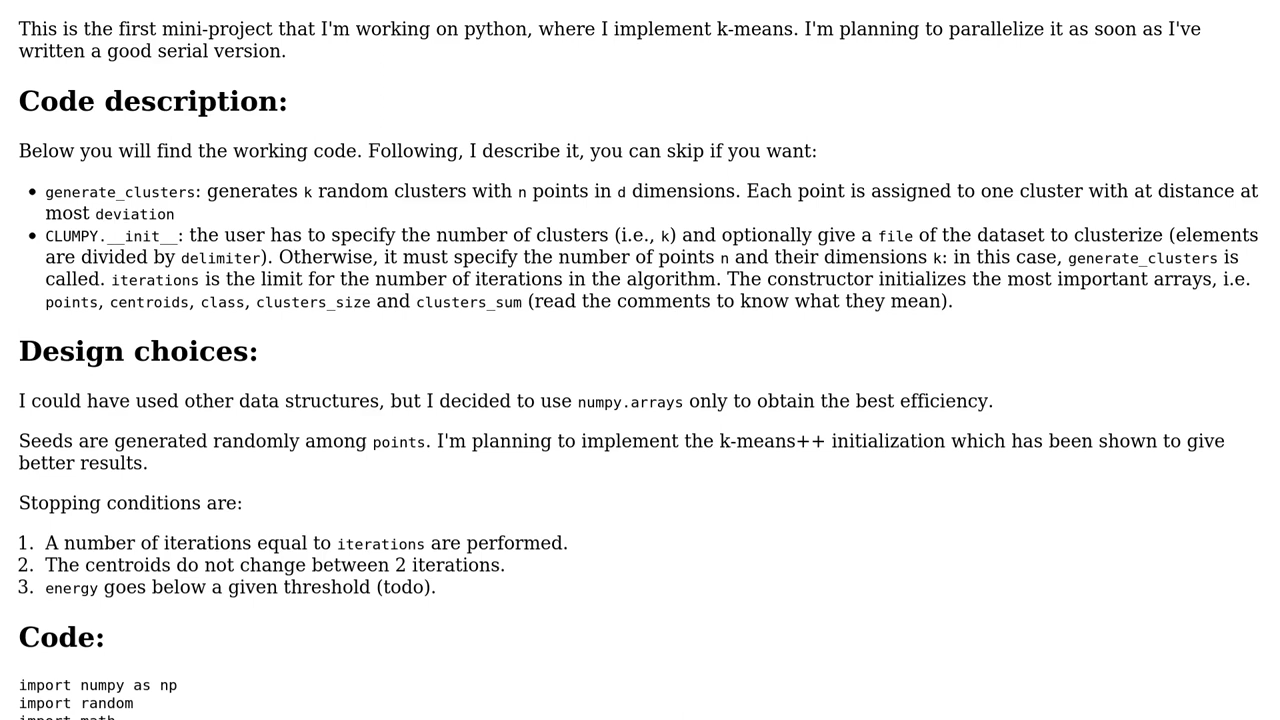 This is the first mini-project that I'm working on python, where I implement k-means. I'm planning to parallelize it as soon as I've
written a good serial version.
Code description:
Below you will find the working code. Following, I describe it, you can skip if you want:
• generate_clusters: generates k random clusters with n points in d dimensions. Each point is assigned to one cluster with at distance at
most deviation
• CLUMPY.__init__: the user has to specify the number of clusters (i.e., k) and optionally give a file of the dataset to clusterize (elements
are divided by delimiter). Otherwise, it must specify the number of points n and their dimensions k: in this case, generate_clusters is
called. iterations is the limit for the number of iterations in the algorithm. The constructor initializes the most important arrays, i.e.
points, centroids, class, clusters_size and clusters_sum (read the comments to know what they mean).
Design choices:
I could have used other data structures, but I decided to use numpy.arrays only to obtain the best efficiency.
Seeds are generated randomly among points. I'm planning to implement the k-means++ initialization which has been shown to give
better results.
Stopping conditions are:
1. A number of iterations equal to iterations are performed.
2. The centroids do not change between 2 iterations.
3. energy goes below a given threshold (todo).
Code:
import numpy as np
import random
import math